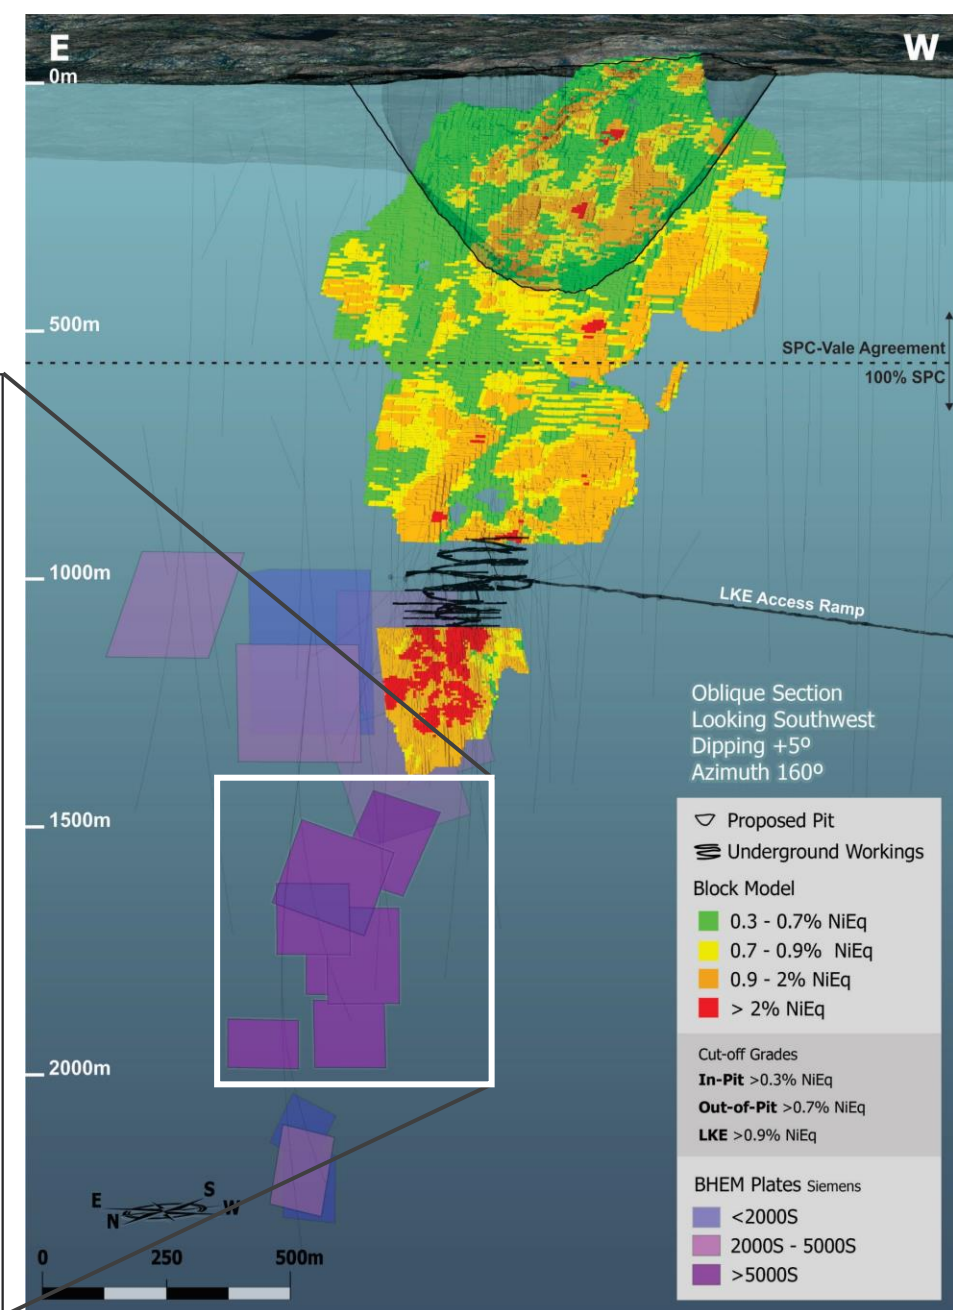 E
W
0m
500m
SPC-Vale Agreement
100% SPC
1000m
LKE Access Ramp
Oblique Section
Looking Southwest
Dipping +5º
Azimuth 160º
1500m
Proposed Pit
Underground Workings
Block Model
0.3 - 0.7% NiEq
0.7 - 0.9% NiEq
0.9 - 2% NiEq
> 2% NiEq
2000m
Cut-off Grades
In-Pit >0.3% NiEq
Out-of-Pit >0.7% NiEq
LKE >0.9% NiEq
BHEM Plates Siemens
<2000S
2000S - 5000S
>5000S
S
E
W
N
0 250 500m